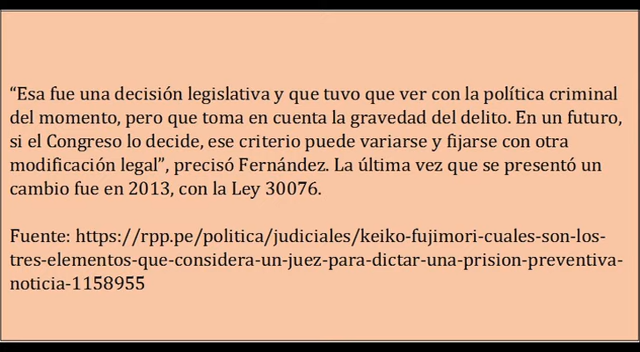 “Esa fue una decisión legislativa y que tuvo que ver con la política criminal
del momento, pero que toma en cuenta la gravedad del delito. En un futuro,
si el Congreso lo decide, ese criterio puede variarse y fijarse con otra
modificación legal”, precisó Fernández. La última vez que se presentó un
cambio fue en 2013, con la Ley 30076.
Fuente: https://rpp.pe/politica/judiciales/keiko-fujimori-cuales-son-los-
tres-elementos-que-considera-un-juez-para-dictar-una-prision-preventiva-
noticia-1158955